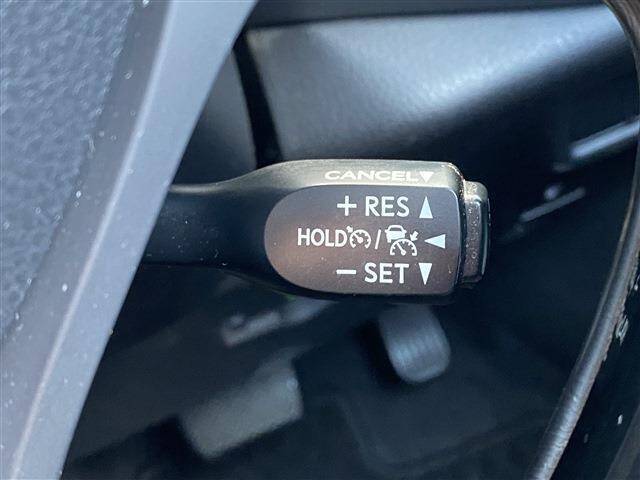 CANCEL▼
+ RES ▲
HOLD / ◀
− SET ▼